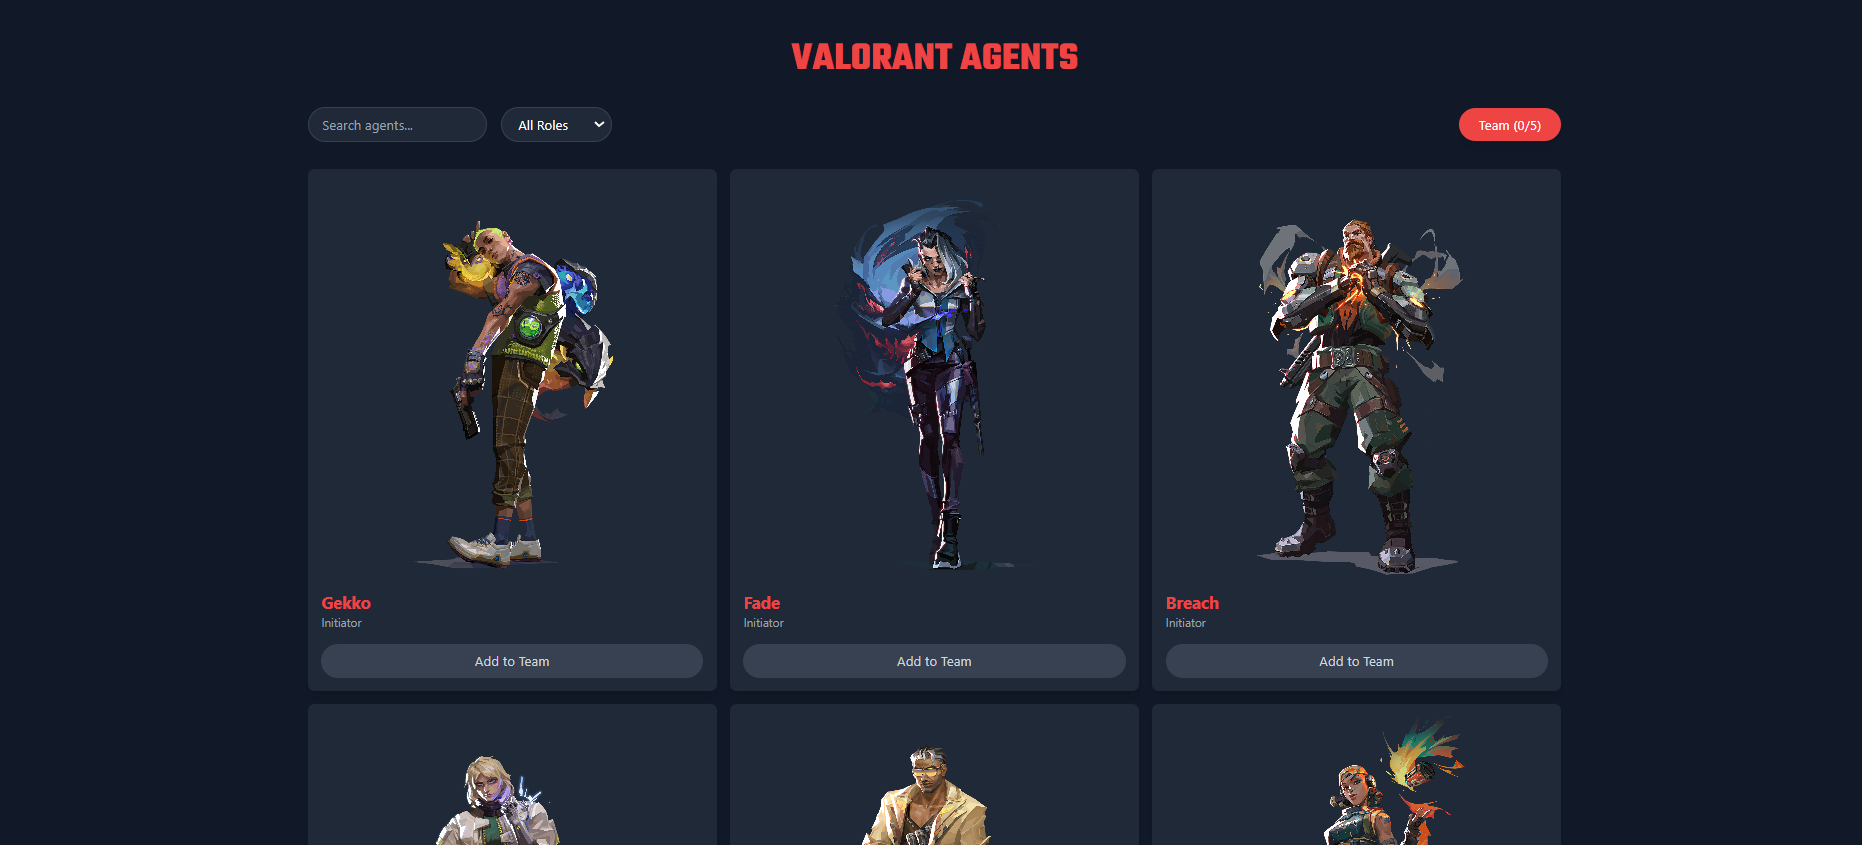 VALORANT AGENTS
Search agents...
All Roles
Team (0/5)
Gekko
Initiator
Add to Team
Fade
Initiator
Add to Team
Breach
Initiator
Add to Team